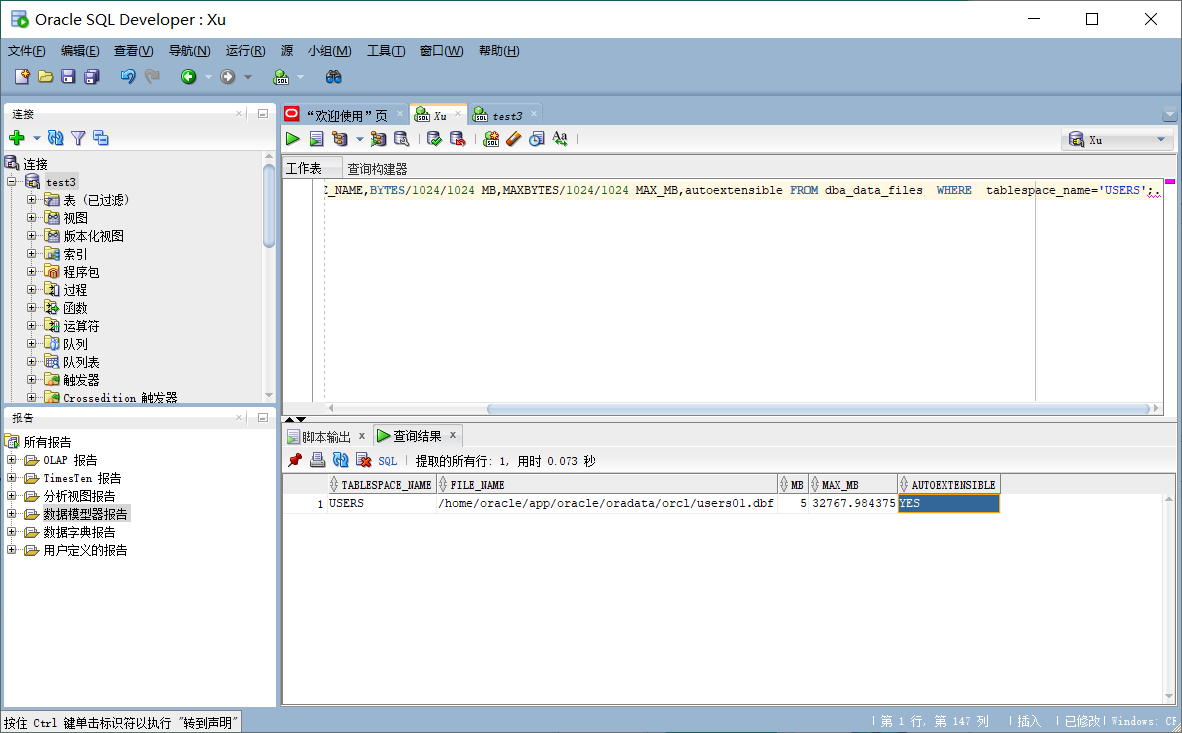 Oracle SQL Developer : Xu
文件(F) 编辑(E) 查看(V) 导航(N) 运行(R) 源 小组(M) 工具(T) 窗口(W) 帮助(H)
连接
连接
test3
表 (已过滤)
视图
版本化视图
索引
程序包
过程
函数
运算符
队列
队列表
触发器
Crossedition 触发器
报告
所有报告
OLAP 报告
TimesTen 报告
分析视图报告
数据模型器报告
数据字典报告
用户定义的报告
“欢迎使用”页 Xu test3
Xu
工作表 查询构建器
E_NAME,BYTES/1024/1024 MB,MAXBYTES/1024/1024 MAX_MB,autoextensible FROM dba_data_files  WHERE  tablespace_name='USERS';.
脚本输出 x 查询结果 x
SQL | 提取的所有行: 1, 用时 0.073 秒
TABLESPACE_NAME FILE_NAME MB MAX_MB AUTOEXTENSIBLE
1 USERS /home/oracle/app/oracle/oradata/orcl/users01.dbf 5 32767.984375 YES
按住 Ctrl 键单击标识符以执行 "转到声明"
| 第 1 行, 第 147 列 | 插入 | 已修改| Windows: CR